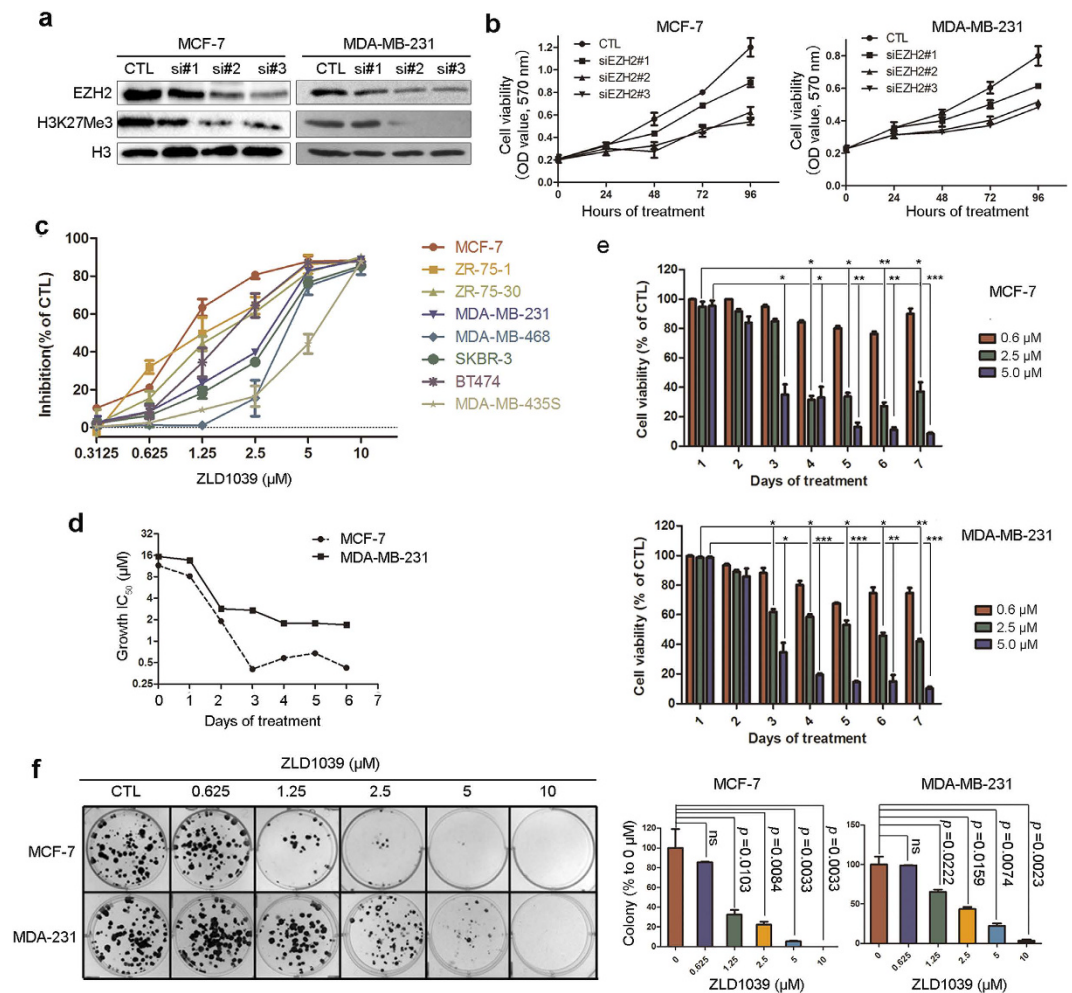 a
MCF-7
MDA-MB-231
CTL si#1 si#2 si#3
CTL si#1 si#2 si#3
EZH2
H3K27Me3
H3
b
MCF-7
Cell viability
(OD value, 570 nm)
1.2
1.0
0.8
0.6
0.4
0.2
0.0
CTL
siEZH2#1
siEZH2#2
siEZH2#3
0 24 48 72 96
Hours of treatment
MDA-MB-231
Cell viability
(OD value, 570 nm)
1.0
0.8
0.6
0.4
0.2
0.0
CTL
siEZH2#1
siEZH2#2
siEZH2#3
0 24 48 72 96
Hours of treatment
c
Inhibition(% of CTL)
100
80
60
40
20
0
0.3125 0.625 1.25 2.5 5 10
ZLD1039 (μM)
MCF-7
ZR-75-1
ZR-75-30
MDA-MB-231
MDA-MB-468
SKBR-3
BT474
MDA-MB-435S
d
Growth IC50 (μM)
32
16
8
4
2
1
0.5
0.25
MCF-7
MDA-MB-231
0 1 2 3 4 5 6 7
Days of treatment
e
Cell viability (% of CTL)
100
80
60
40
20
0
* * ** *
* * ** ** ***
MCF-7
0.6 μM
2.5 μM
5.0 μM
1 2 3 4 5 6 7
Days of treatment
Cell viability (% of CTL)
100
80
60
40
20
0
* * * * **
* *** *** ** ***
MDA-MB-231
0.6 μM
2.5 μM
5.0 μM
1 2 3 4 5 6 7
Days of treatment
f
ZLD1039 (μM)
CTL 0.625 1.25 2.5 5 10
MCF-7
MDA-231
MCF-7
Colony (% to 0 μM)
100
80
60
40
20
0
ns
p=0.0103
p=0.0084
p=0.0033
p=0.0033
0 0.625 1.25 2.5 5 10
ZLD1039 (μM)
MDA-MB-231
150
100
50
0
ns
p=0.0222
p=0.0159
p=0.0074
p=0.0023
0 0.625 1.25 2.5 5 10
ZLD1039 (μM)